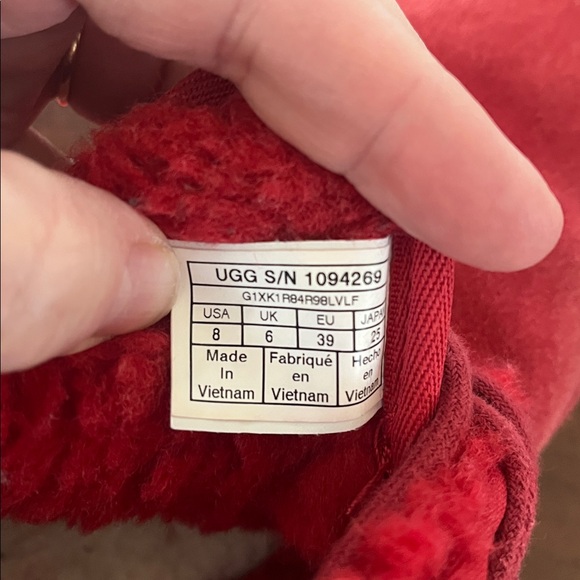 UGG S/N 1094269
G1XK1R84R98LVLF
USA UK EU JAPA
8 6 39 25
Made In Vietnam
Fabriqué en Vietnam
Hecho en Vietnam